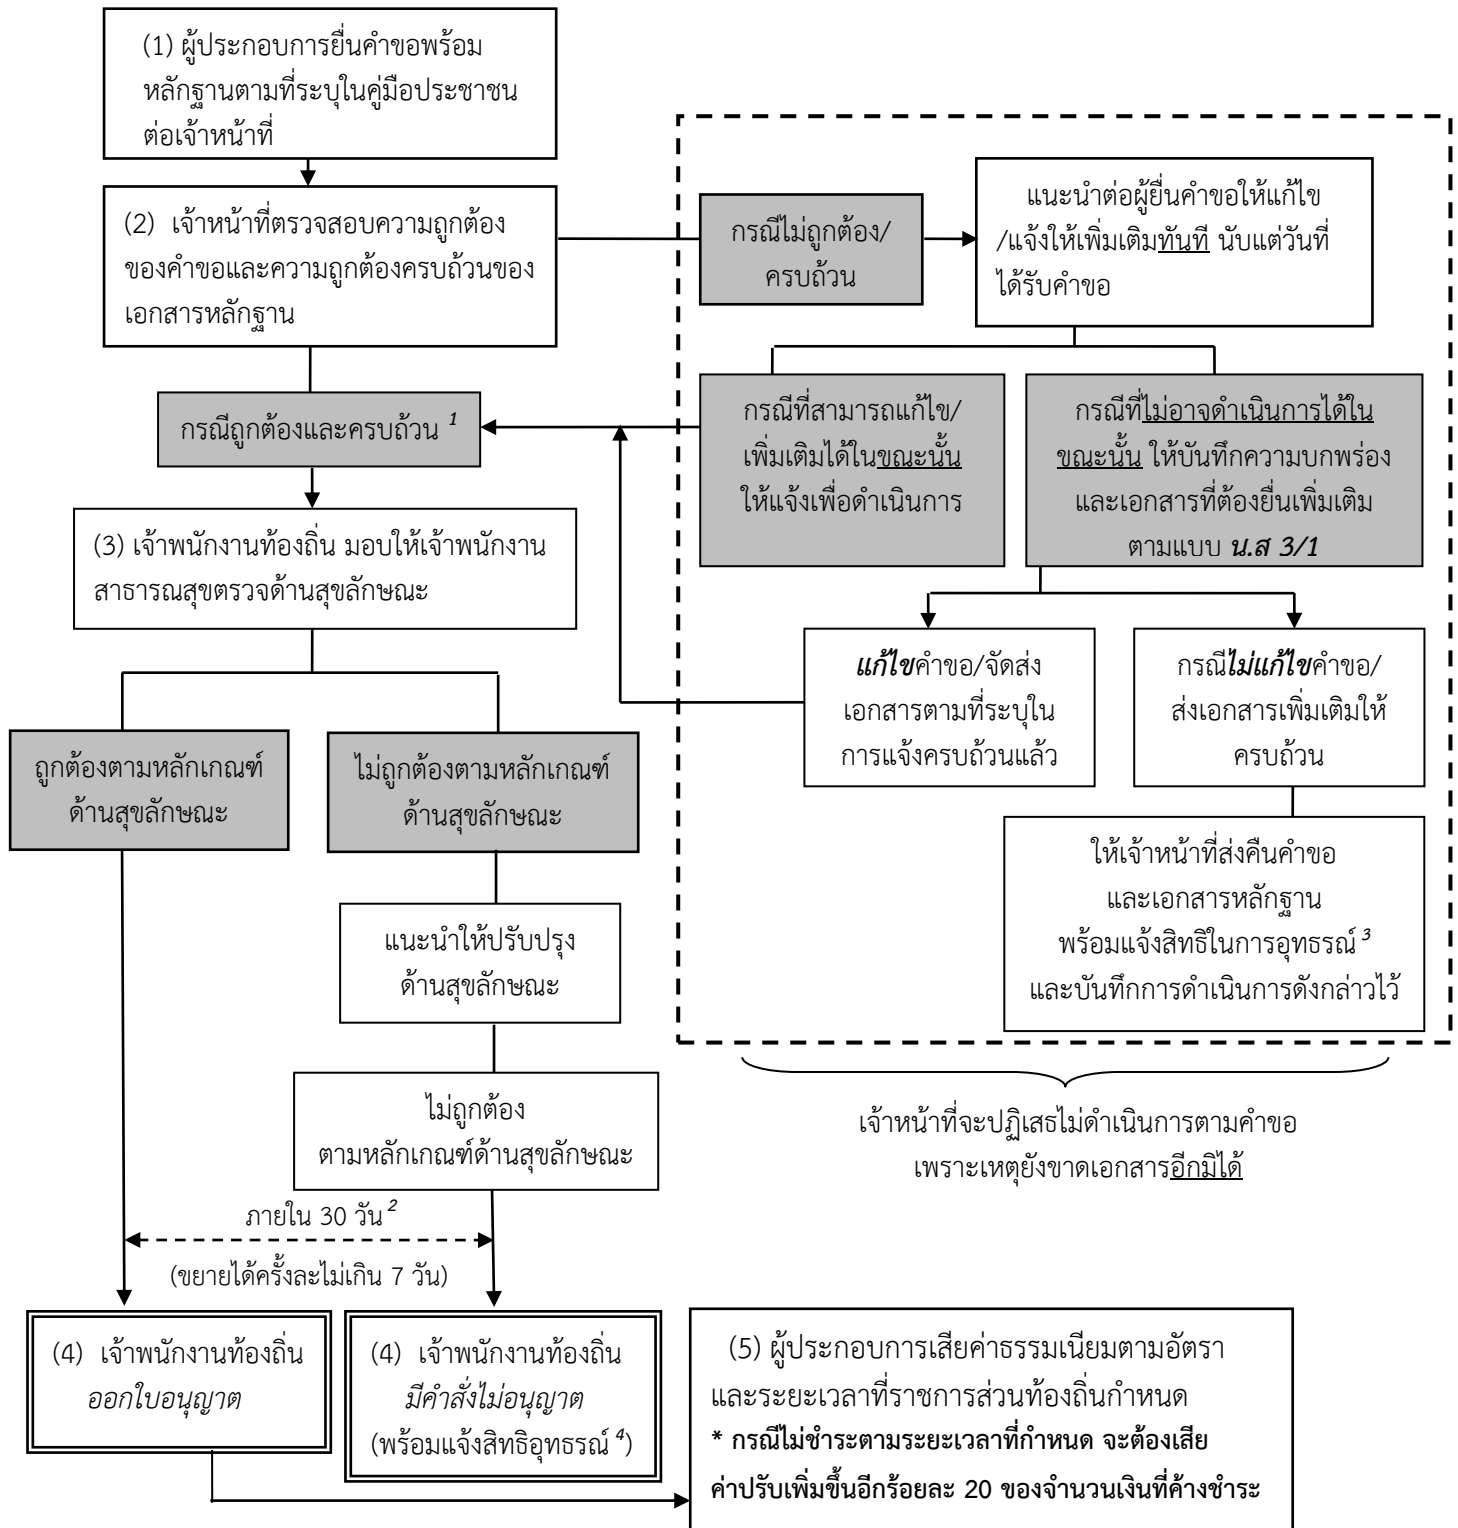 (1) ผู้ประกอบการยื่นคำขอพร้อม
หลักฐานตามที่ระบุในคู่มือประชาชน
ต่อเจ้าหน้าที่
(2) เจ้าหน้าที่ตรวจสอบความถูกต้อง
ของคำขอและความถูกต้องครบถ้วนของ
เอกสารหลักฐาน
กรณีไม่ถูกต้อง/
ครบถ้วน
แนะนำต่อผู้ยื่นคำขอให้แก้ไข
/แจ้งให้เพิ่มเติมทันที นับแต่วันที่
ได้รับคำขอ
กรณีถูกต้องและครบถ้วน 1
กรณีที่สามารถแก้ไข/
เพิ่มเติมได้ในขณะนั้น
ให้แจ้งเพื่อดำเนินการ
กรณีที่ไม่อาจดำเนินการได้ใน
ขณะนั้น ให้บันทึกความบกพร่อง
และเอกสารที่ต้องยื่นเพิ่มเติม
ตามแบบ น.ส 3/1
(3) เจ้าพนักงานท้องถิ่น มอบให้เจ้าพนักงาน
สาธารณสุขตรวจด้านสุขลักษณะ
แก้ไขคำขอ/จัดส่ง
เอกสารตามที่ระบุใน
การแจ้งครบถ้วนแล้ว
กรณีไม่แก้ไขคำขอ/
ส่งเอกสารเพิ่มเติมให้
ครบถ้วน
ถูกต้องตามหลักเกณฑ์
ด้านสุขลักษณะ
ไม่ถูกต้องตามหลักเกณฑ์
ด้านสุขลักษณะ
ให้เจ้าหน้าที่ส่งคืนคำขอ
และเอกสารหลักฐาน
พร้อมแจ้งสิทธิในการอุทธรณ์ 3
และบันทึกการดำเนินการดังกล่าวไว้
แนะนำให้ปรับปรุง
ด้านสุขลักษณะ
ไม่ถูกต้อง
ตามหลักเกณฑ์ด้านสุขลักษณะ
เจ้าหน้าที่จะปฏิเสธไม่ดำเนินการตามคำขอ
เพราะเหตุยังขาดเอกสารอีกมิได้
ภายใน 30 วัน 2
(ขยายได้ครั้งละไม่เกิน 7 วัน)
(4) เจ้าพนักงานท้องถิ่น
ออกใบอนุญาต
(4) เจ้าพนักงานท้องถิ่น
มีคำสั่งไม่อนุญาต
(พร้อมแจ้งสิทธิอุทธรณ์ 4)
(5) ผู้ประกอบการเสียค่าธรรมเนียมตามอัตรา
และระยะเวลาที่ราชการส่วนท้องถิ่นกำหนด
* กรณีไม่ชำระตามระยะเวลาที่กำหนด จะต้องเสีย
ค่าปรับเพิ่มขึ้นอีกร้อยละ 20 ของจำนวนเงินที่ค้างชำระ